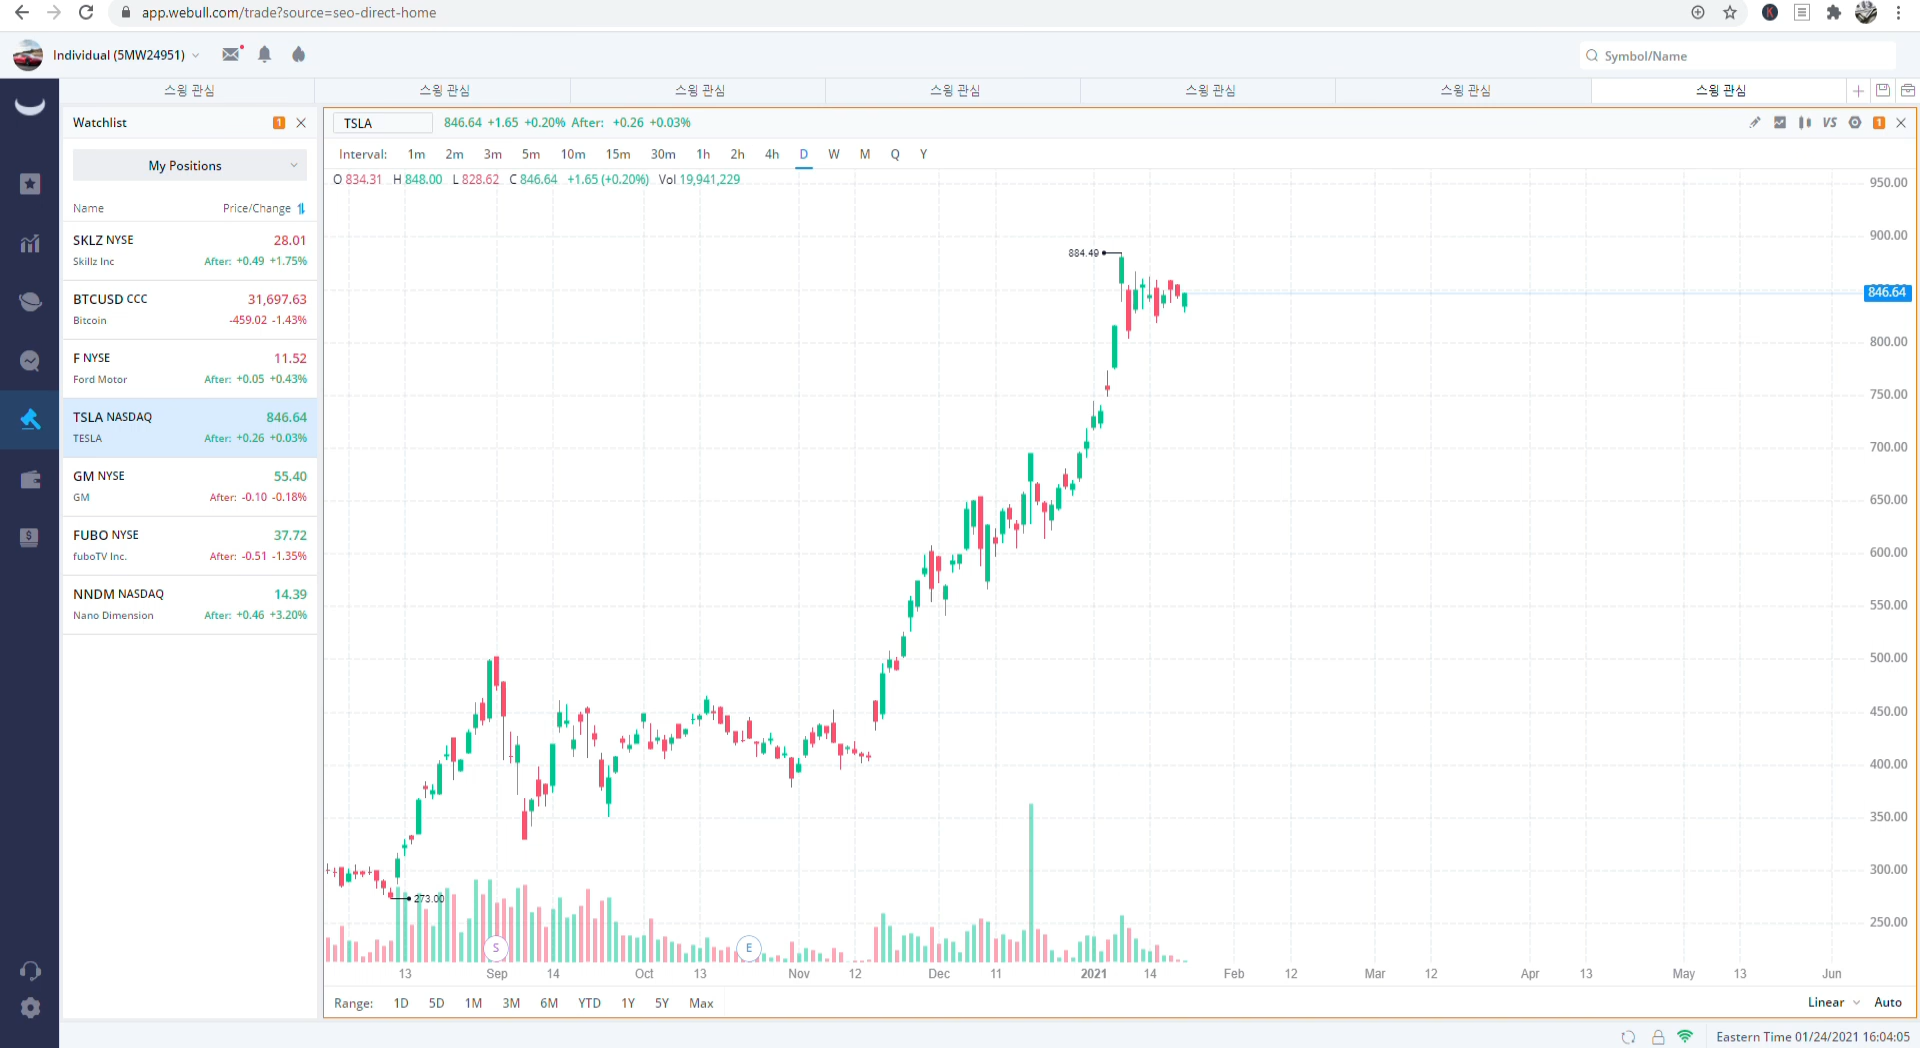 app.webull.com/trade?source=seo-direct-home
K
Individual (5MW24951)
Symbol/Name
스윙 관심 스윙 관심 스윙 관심 스윙 관심 스윙 관심 스윙 관심 스윙 관심
Watchlist 1
My Positions
Name Price/Change
SKLZ NYSE 28.01
Skillz Inc After: +0.49 +1.75%
BTCUSD CCC 31,697.63
Bitcoin -459.02 -1.43%
F NYSE 11.52
Ford Motor After: +0.05 +0.43%
TSLA NASDAQ 846.64
TESLA After: +0.26 +0.03%
GM NYSE 55.40
GM After: -0.10 -0.18%
FUBO NYSE 37.72
fuboTV Inc. After: -0.51 -1.35%
NNDM NASDAQ 14.39
Nano Dimension After: +0.46 +3.20%
TSLA 846.64 +1.65 +0.20% After: +0.26 +0.03% VS 1
Interval: 1m 2m 3m 5m 10m 15m 30m 1h 2h 4h D W M Q Y
O 834.31 H 848.00 L 828.62 C 846.64 +1.65 (+0.20%) Vol 19,941,229
950.00
900.00
884.49
846.64
800.00
750.00
700.00
650.00
600.00
550.00
500.00
450.00
400.00
350.00
300.00
273.00
250.00
S E
13 Sep 14 Oct 13 Nov 12 Dec 11 2021 14 Feb 12 Mar 12 Apr 13 May 13 Jun
Range: 1D 5D 1M 3M 6M YTD 1Y 5Y Max Linear Auto
Eastern Time 01/24/2021 16:04:05